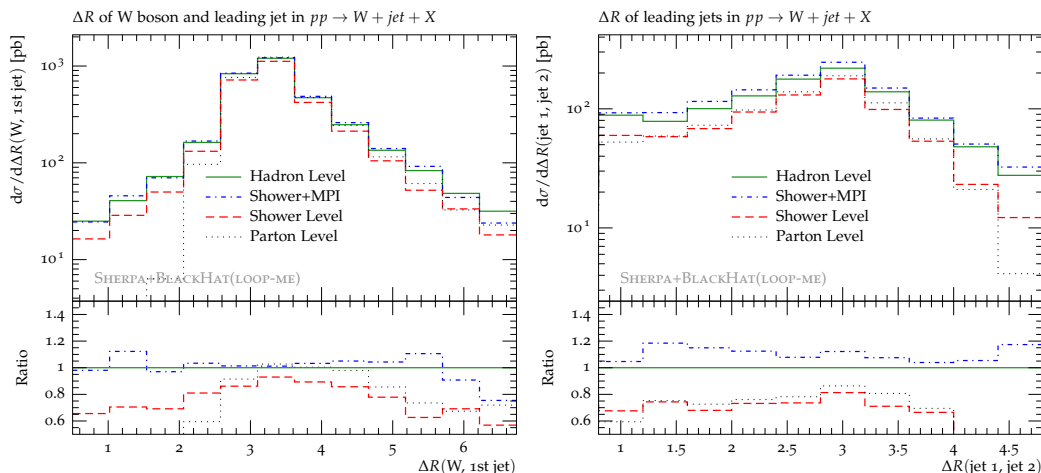 ΔR of W boson and leading jet in pp → W + jet + X
dσ/dΔR(W, 1st jet) [pb]
10³
10²
10¹
Hadron Level
Shower+MPI
Shower Level
Parton Level
Sherpa+BlackHat(loop-me)
Ratio
1.4
1.2
1
0.8
0.6
1 2 3 4 5 6
ΔR(W, 1st jet)
ΔR of leading jets in pp → W + jet + X
dσ/dΔR(jet 1, jet 2) [pb]
10²
10¹
Hadron Level
Shower+MPI
Shower Level
Parton Level
Sherpa+BlackHat(loop-me)
Ratio
1.4
1.2
1
0.8
0.6
1 1.5 2 2.5 3 3.5 4 4.5
ΔR(jet 1, jet 2)